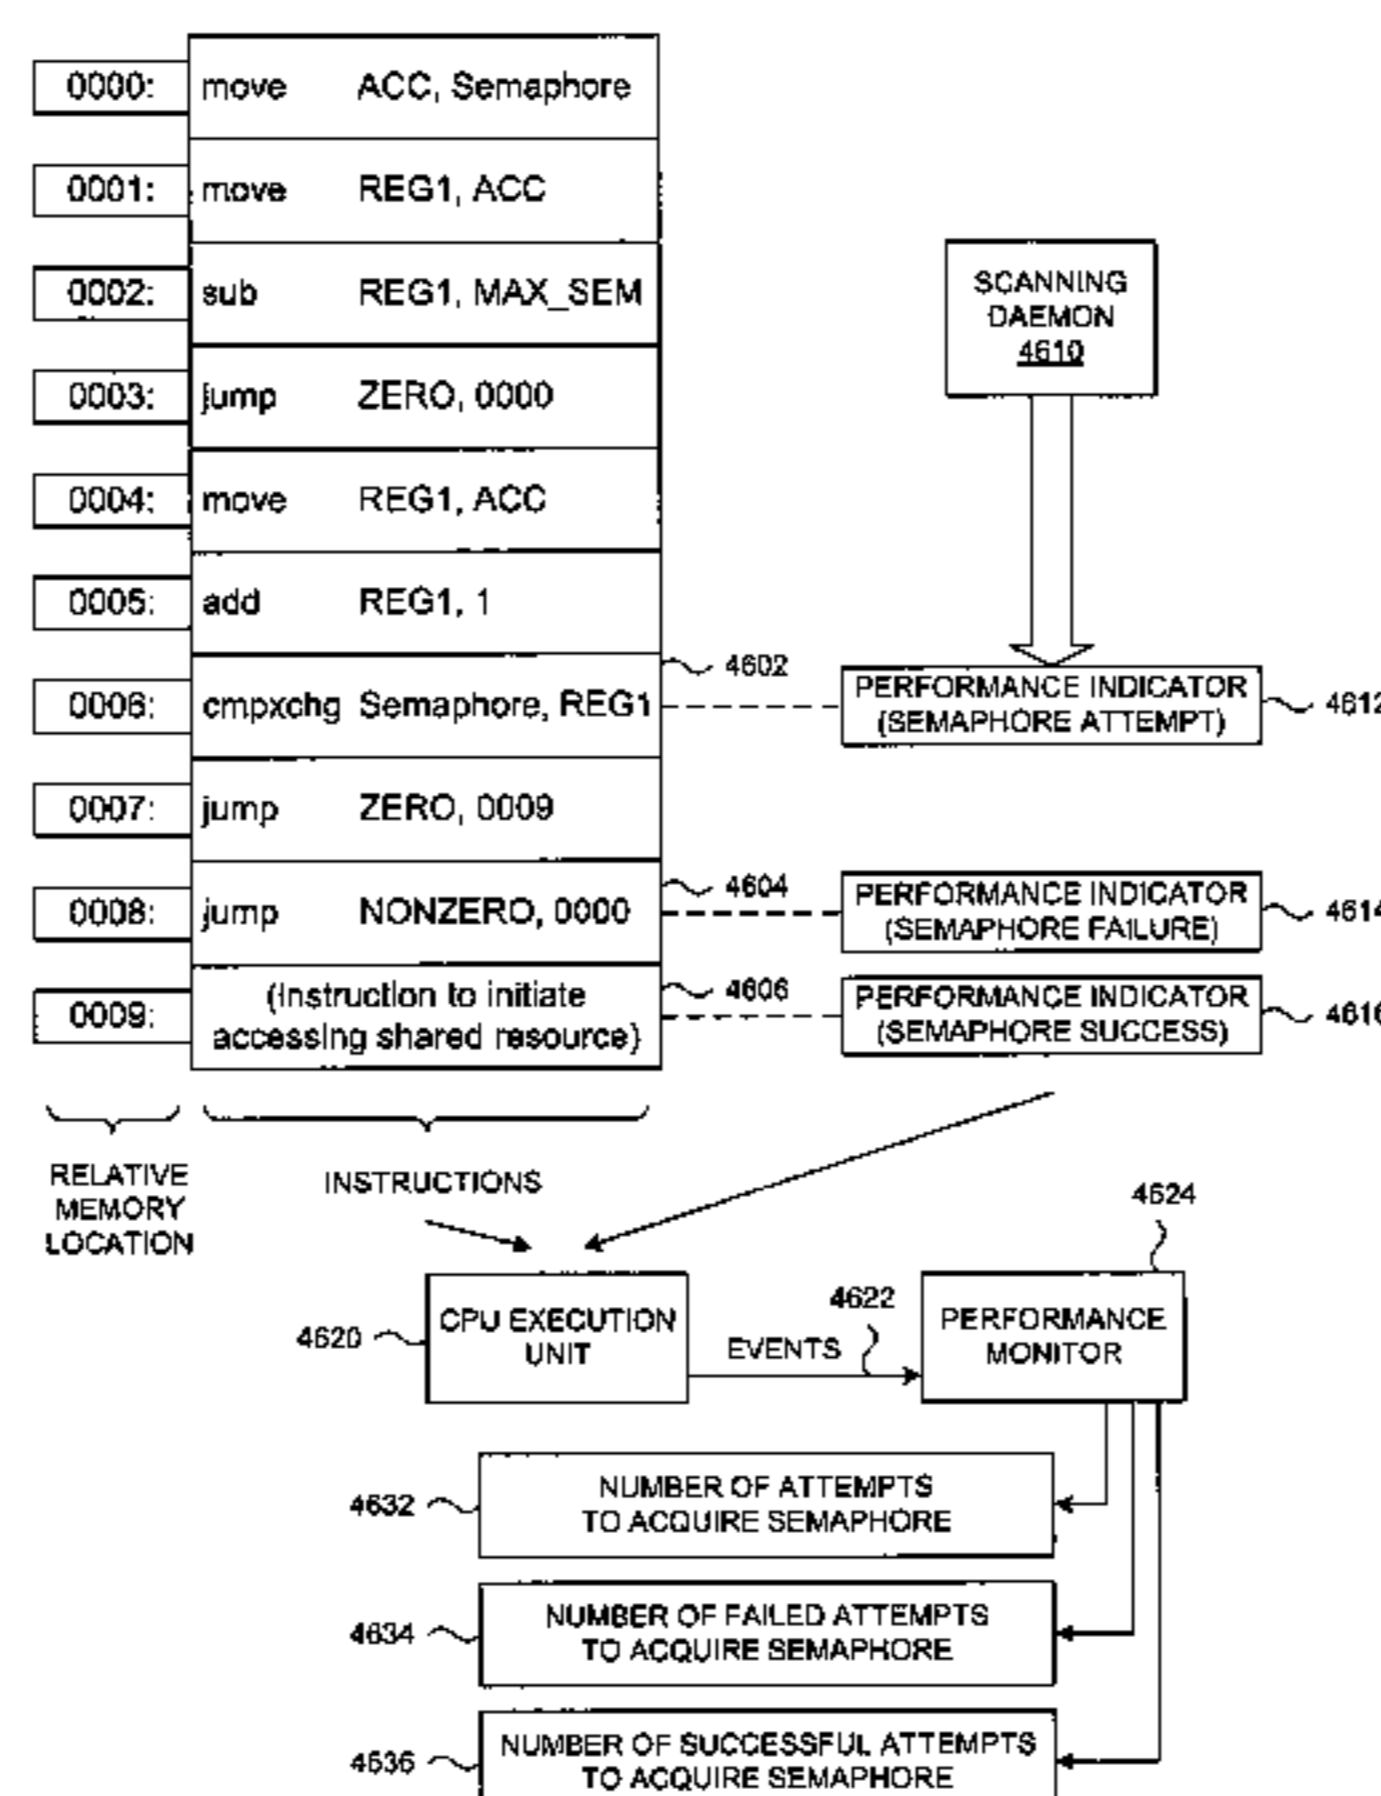 0000: move ACC, Semaphore
0001: move REG1, ACC
0002: sub REG1, MAX_SEM
0003: jump ZERO, 0000
0004: move REG1, ACC
0005: add REG1, 1
0006: cmpxchg Semaphore, REG1
0007: jump ZERO, 0009
0008: jump NONZERO, 0000
0009: (Instruction to initiate
accessing shared resource)
SCANNING
DAEMON
4610
4602
PERFORMANCE INDICATOR
(SEMAPHORE ATTEMPT)
4612
4604
PERFORMANCE INDICATOR
(SEMAPHORE FAILURE)
4614
4606
PERFORMANCE INDICATOR
(SEMAPHORE SUCCESS)
4616
RELATIVE
MEMORY
LOCATION
INSTRUCTIONS
4624
4620
CPU EXECUTION
UNIT
4622
EVENTS
PERFORMANCE
MONITOR
4632
NUMBER OF ATTEMPTS
TO ACQUIRE SEMAPHORE
4634
NUMBER OF FAILED ATTEMPTS
TO ACQUIRE SEMAPHORE
4636
NUMBER OF SUCCESSFUL ATTEMPTS
TO ACQUIRE SEMAPHORE